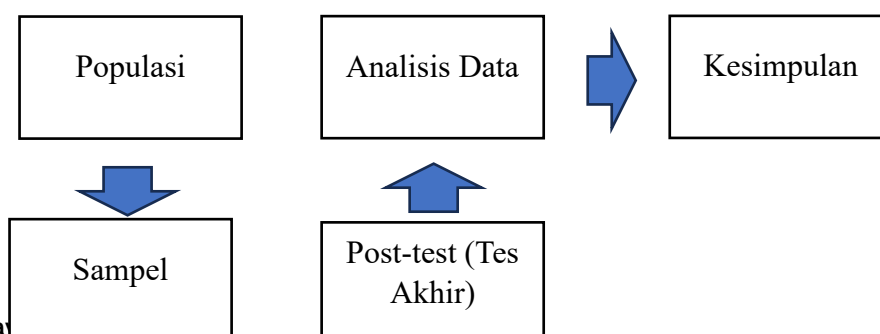 Populasi
Analisis Data
Kesimpulan
Sampel
Post-test (Tes
Akhir)